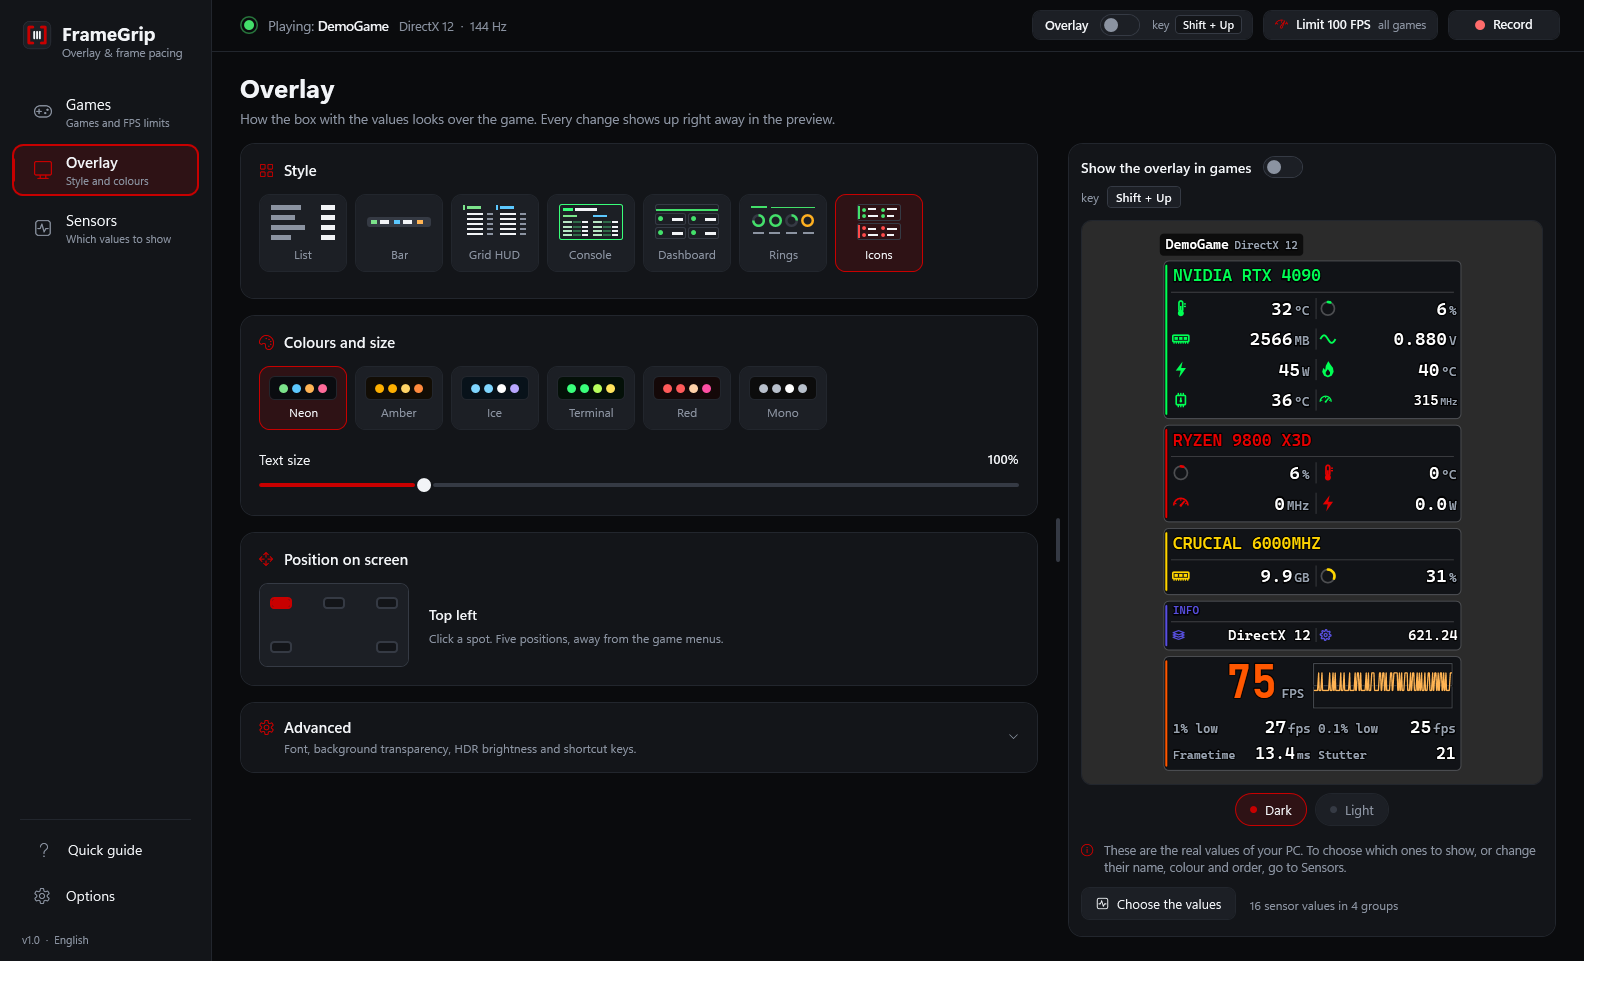 FrameGrip
Overlay & frame pacing
Games
Games and FPS limits
Overlay
Style and colours
Sensors
Which values to show
Quick guide
Options
v1.0 · English
Playing: DemoGame DirectX 12 · 144 Hz
Overlay key Shift + Up
Limit 100 FPS all games
Record
Overlay
How the box with the values looks over the game. Every change shows up right away in the preview.
Style
List Bar Grid HUD Console Dashboard Rings Icons
Colours and size
Neon Amber Ice Terminal Red Mono
Text size 100%
Position on screen
Top left
Click a spot. Five positions, away from the game menus.
Advanced
Font, background transparency, HDR brightness and shortcut keys.
Show the overlay in games
key Shift + Up
DemoGame DirectX 12
NVIDIA RTX 4090
32 °C 6 %
2566 MB 0.880 V
45 W 40 °C
36 °C 315 MHz
RYZEN 9800 X3D
6 % 0 °C
0 MHz 0.0 W
CRUCIAL 6000MHZ
9.9 GB 31 %
INFO
DirectX 12 621.24
75 FPS
1% low 27 fps 0.1% low 25 fps
Frametime 13.4 ms Stutter 21
Dark Light
These are the real values of your PC. To choose which ones to show, or change
their name, colour and order, go to Sensors.
Choose the values 16 sensor values in 4 groups